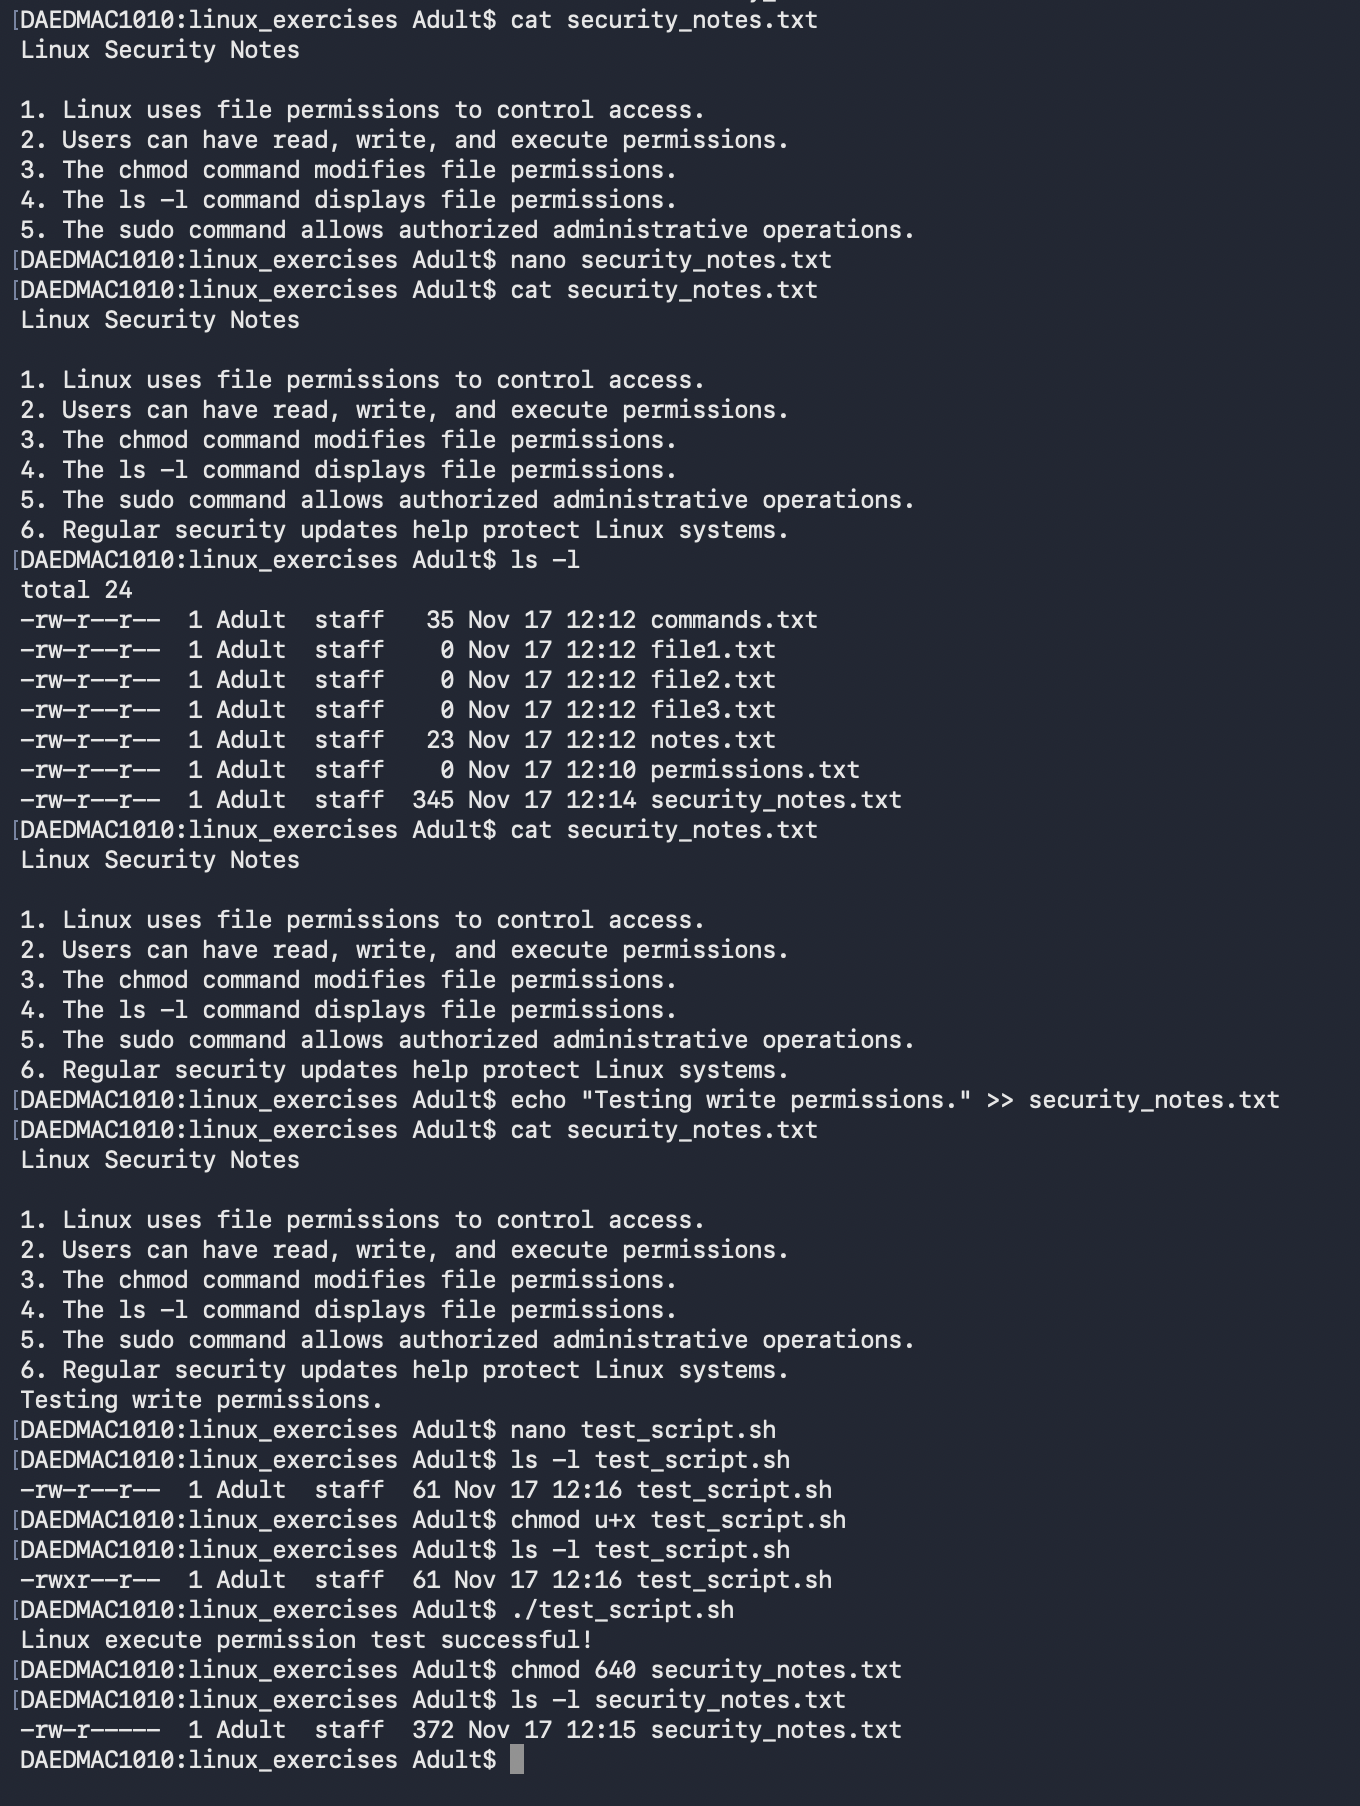 [DAEDMAC1010:linux_exercises Adult$ cat security_notes.txt
Linux Security Notes

1. Linux uses file permissions to control access.
2. Users can have read, write, and execute permissions.
3. The chmod command modifies file permissions.
4. The ls -l command displays file permissions.
5. The sudo command allows authorized administrative operations.
[DAEDMAC1010:linux_exercises Adult$ nano security_notes.txt
[DAEDMAC1010:linux_exercises Adult$ cat security_notes.txt
Linux Security Notes

1. Linux uses file permissions to control access.
2. Users can have read, write, and execute permissions.
3. The chmod command modifies file permissions.
4. The ls -l command displays file permissions.
5. The sudo command allows authorized administrative operations.
6. Regular security updates help protect Linux systems.
[DAEDMAC1010:linux_exercises Adult$ ls -l
total 24
-rw-r--r--  1 Adult  staff   35 Nov 17 12:12 commands.txt
-rw-r--r--  1 Adult  staff    0 Nov 17 12:12 file1.txt
-rw-r--r--  1 Adult  staff    0 Nov 17 12:12 file2.txt
-rw-r--r--  1 Adult  staff    0 Nov 17 12:12 file3.txt
-rw-r--r--  1 Adult  staff   23 Nov 17 12:12 notes.txt
-rw-r--r--  1 Adult  staff    0 Nov 17 12:10 permissions.txt
-rw-r--r--  1 Adult  staff  345 Nov 17 12:14 security_notes.txt
[DAEDMAC1010:linux_exercises Adult$ cat security_notes.txt
Linux Security Notes

1. Linux uses file permissions to control access.
2. Users can have read, write, and execute permissions.
3. The chmod command modifies file permissions.
4. The ls -l command displays file permissions.
5. The sudo command allows authorized administrative operations.
6. Regular security updates help protect Linux systems.
[DAEDMAC1010:linux_exercises Adult$ echo "Testing write permissions." >> security_notes.txt
[DAEDMAC1010:linux_exercises Adult$ cat security_notes.txt
Linux Security Notes

1. Linux uses file permissions to control access.
2. Users can have read, write, and execute permissions.
3. The chmod command modifies file permissions.
4. The ls -l command displays file permissions.
5. The sudo command allows authorized administrative operations.
6. Regular security updates help protect Linux systems.
Testing write permissions.
[DAEDMAC1010:linux_exercises Adult$ nano test_script.sh
[DAEDMAC1010:linux_exercises Adult$ ls -l test_script.sh
-rw-r--r--  1 Adult  staff  61 Nov 17 12:16 test_script.sh
[DAEDMAC1010:linux_exercises Adult$ chmod u+x test_script.sh
[DAEDMAC1010:linux_exercises Adult$ ls -l test_script.sh
-rwxr--r--  1 Adult  staff  61 Nov 17 12:16 test_script.sh
[DAEDMAC1010:linux_exercises Adult$ ./test_script.sh
Linux execute permission test successful!
[DAEDMAC1010:linux_exercises Adult$ chmod 640 security_notes.txt
[DAEDMAC1010:linux_exercises Adult$ ls -l security_notes.txt
-rw-r-----  1 Adult  staff  372 Nov 17 12:15 security_notes.txt
DAEDMAC1010:linux_exercises Adult$